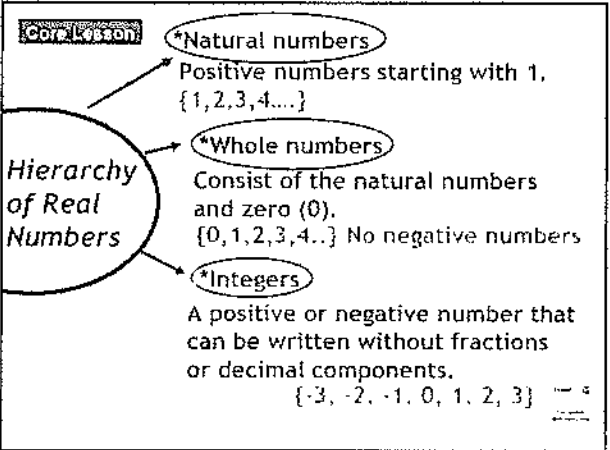 Core Lesson
*Natural numbers
Positive numbers starting with 1.
{1,2,3,4....}
*Whole numbers
Hierarchy
of Real
Numbers
Consist of the natural numbers
and zero (0).
{0,1,2,3,4..} No negative numbers
*Integers
A positive or negative number that
can be written without fractions
or decimal components.
{-3, -2, -1, 0, 1, 2, 3}